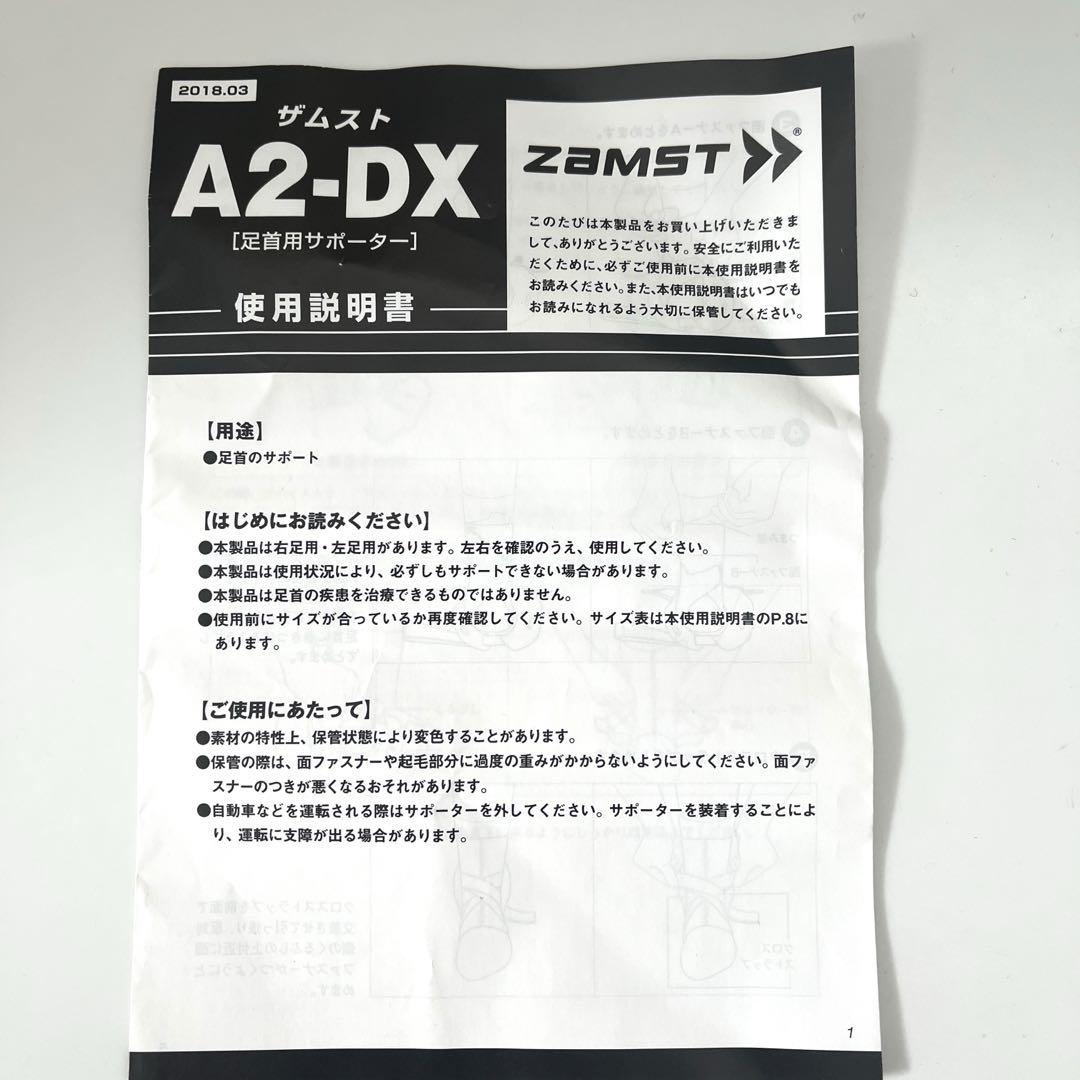 2018.03
ザムスト
A2-DX
[足首用サポーター]
使用説明書
ZAMST®
このたびは本製品をお買い上げいただきま
して、ありがとうございます。安全にご利用いた
だくために、必ずご使用前に本使用説明書を
お読みください。また、本使用説明書はいつでも
お読みになれるよう大切に保管してください。
【用途】
●足首のサポート
【はじめにお読みください】
●本製品は右足用・左足用があります。左右を確認のうえ、使用してください。
●本製品は使用状況により、必ずしもサポートできない場合があります。
●本製品は足首の疾患を治療できるものではありません。
●使用前にサイズが合っているか再度確認してください。サイズ表は本使用説明書のP.8に
あります。
【ご使用にあたって】
●素材の特性上、保管状態により変色することがあります。
●保管の際は、面ファスナーや起毛部分に過度の重みがかからないようにしてください。面ファ
スナーのつきが悪くなるおそれがあります。
●自動車などを運転される際はサポーターを外してください。サポーターを装着することによ
り、運転に支障が出る場合があります。
1